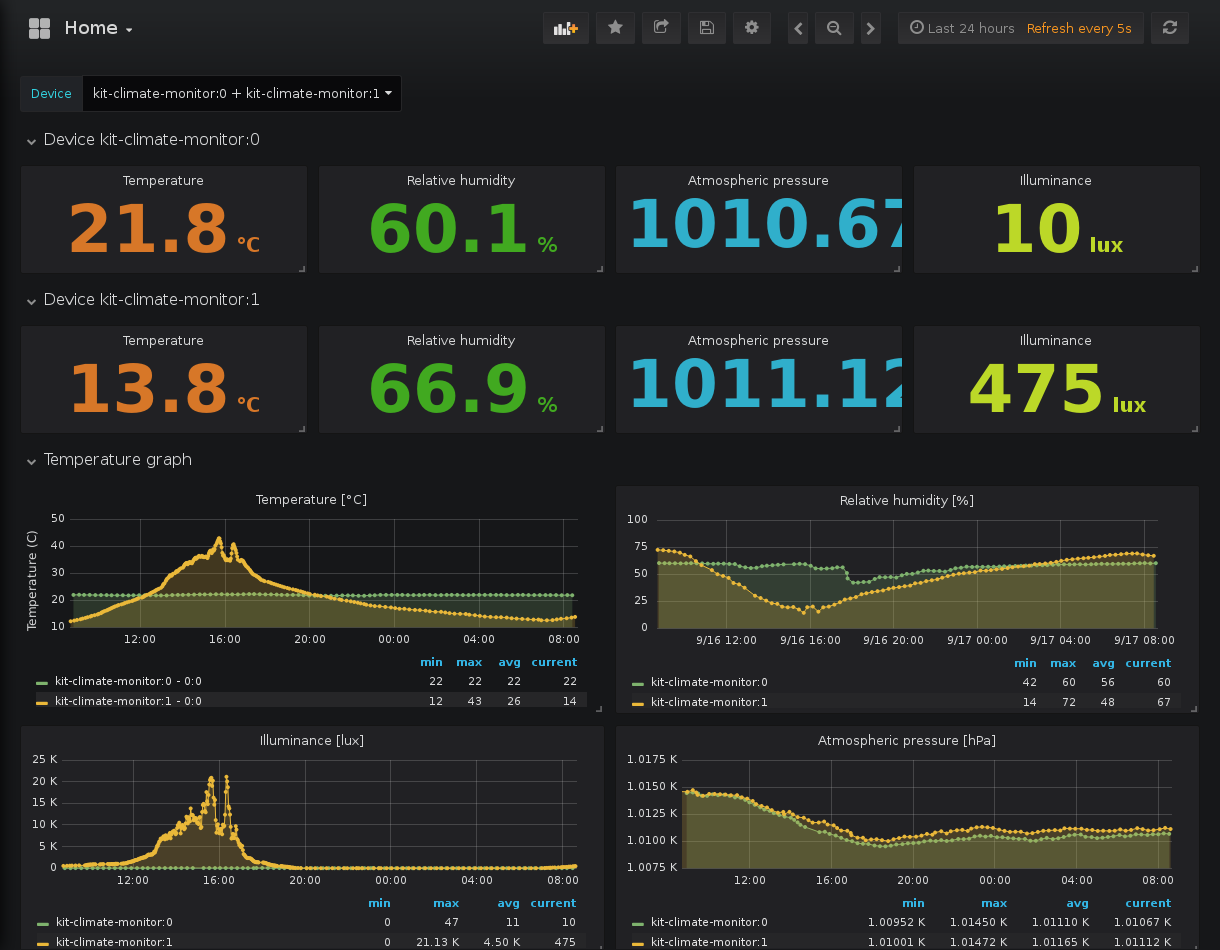 Home
Last 24 hours Refresh every 5s
Device kit-climate-monitor:0 + kit-climate-monitor:1
Device kit-climate-monitor:0
Temperature Relative humidity Atmospheric pressure Illuminance
21.8 °C 60.1 % 1010.67 10 lux
Device kit-climate-monitor:1
Temperature Relative humidity Atmospheric pressure Illuminance
13.8 °C 66.9 % 1011.12 475 lux
Temperature graph
Temperature [°C]
Temperature (C)
50
40
30
20
10
12:00 16:00 20:00 00:00 04:00 08:00
min max avg current
kit-climate-monitor:0 - 0:0 22 22 22 22
kit-climate-monitor:1 - 0:0 12 43 26 14
Relative humidity [%]
100
75
50
25
0
9/16 12:00 9/16 16:00 9/16 20:00 9/17 00:00 9/17 04:00 9/17 08:00
min max avg current
kit-climate-monitor:0 42 60 56 60
kit-climate-monitor:1 14 72 48 67
Illuminance [lux]
25 K
20 K
15 K
10 K
5 K
0
12:00 16:00 20:00 00:00 04:00 08:00
min max avg current
kit-climate-monitor:0 0 47 11 10
kit-climate-monitor:1 0 21.13 K 4.50 K 475
Atmospheric pressure [hPa]
1.0175 K
1.0150 K
1.0125 K
1.0100 K
1.0075 K
12:00 16:00 20:00 00:00 04:00 08:00
min max avg current
kit-climate-monitor:0 1.00952 K 1.01450 K 1.01110 K 1.01067 K
kit-climate-monitor:1 1.01001 K 1.01472 K 1.01165 K 1.01112 K